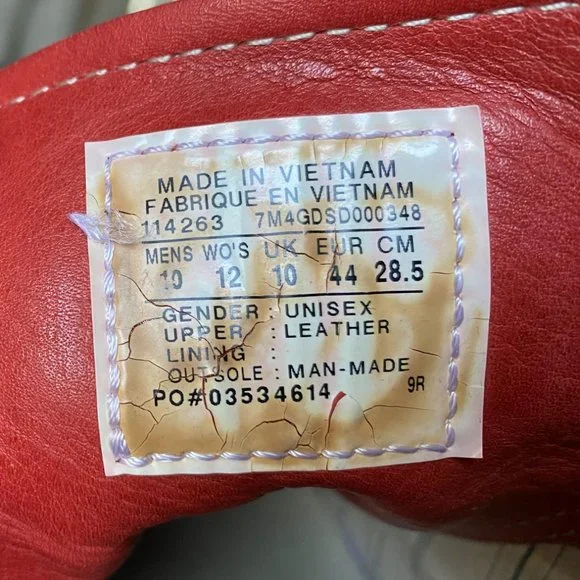 MADE IN VIETNAM
FABRIQUE EN VIETNAM
114263 7M4GDSD000348
MENS WO'S UK EUR CM
10 12 10 44 28.5
GENDER : UNISEX
UPPER : LEATHER
LINING :
OUTSOLE : MAN-MADE
PO# 03534614 9R